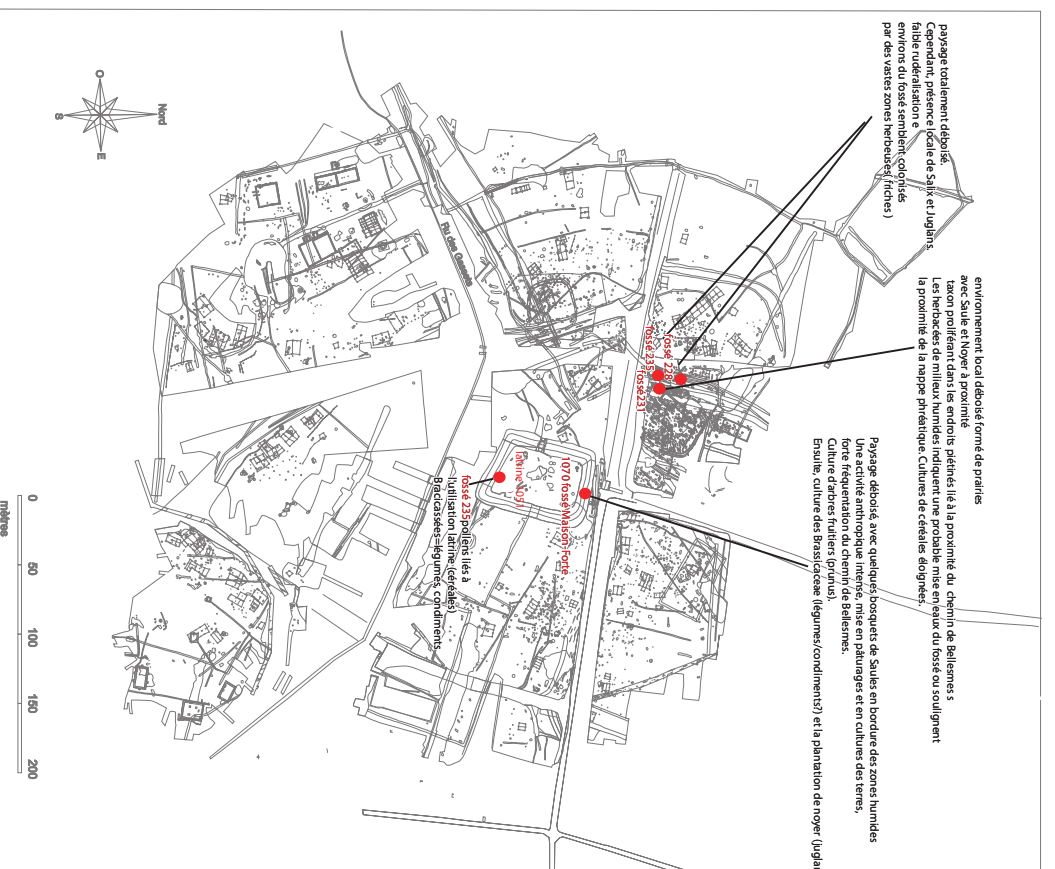 paysage totalement déboisé.
Cependant, présence locale de Salix et Juglans.
faible rudéralisation e
environs du fossé semblent colonisés
par des vastes zones herbeuses( friches )
environnement local déboisé formé de prairies
avec Saule et Noyer à proximité
taxon proliférant dans les endroits piétinés lié à la proximité du chemin de Bellesmes s
Les herbacées de milieux humides indiquent une probable mise en eaux du fossé ou soulignent
la proximité de la nappe phréatique. Cultures de céréales éloignées.
Paysage déboisé, avec quelques bosquets de Saules en bordure des zones humides
Une activité anthropique intense, mise en pâturages et en cultures des terres,
forte fréquentation du chemin de Bellesmes.
Culture d'arbres fruitiers (prunus).
Ensuite, culture des Brassicaceae (légumes/condiments?) et la plantation de noyer (juglan
fossé 228
fossé 235
fossé231
1070 fossé Maison-Forte
latrine 1051
fossé 235 pollens liés à
l'utilisation latrine (céréales)
Bracicassées=légumes, condiments
Ru des Gaisses
Nord
O
E
S
0 50 100 150 200
mètres